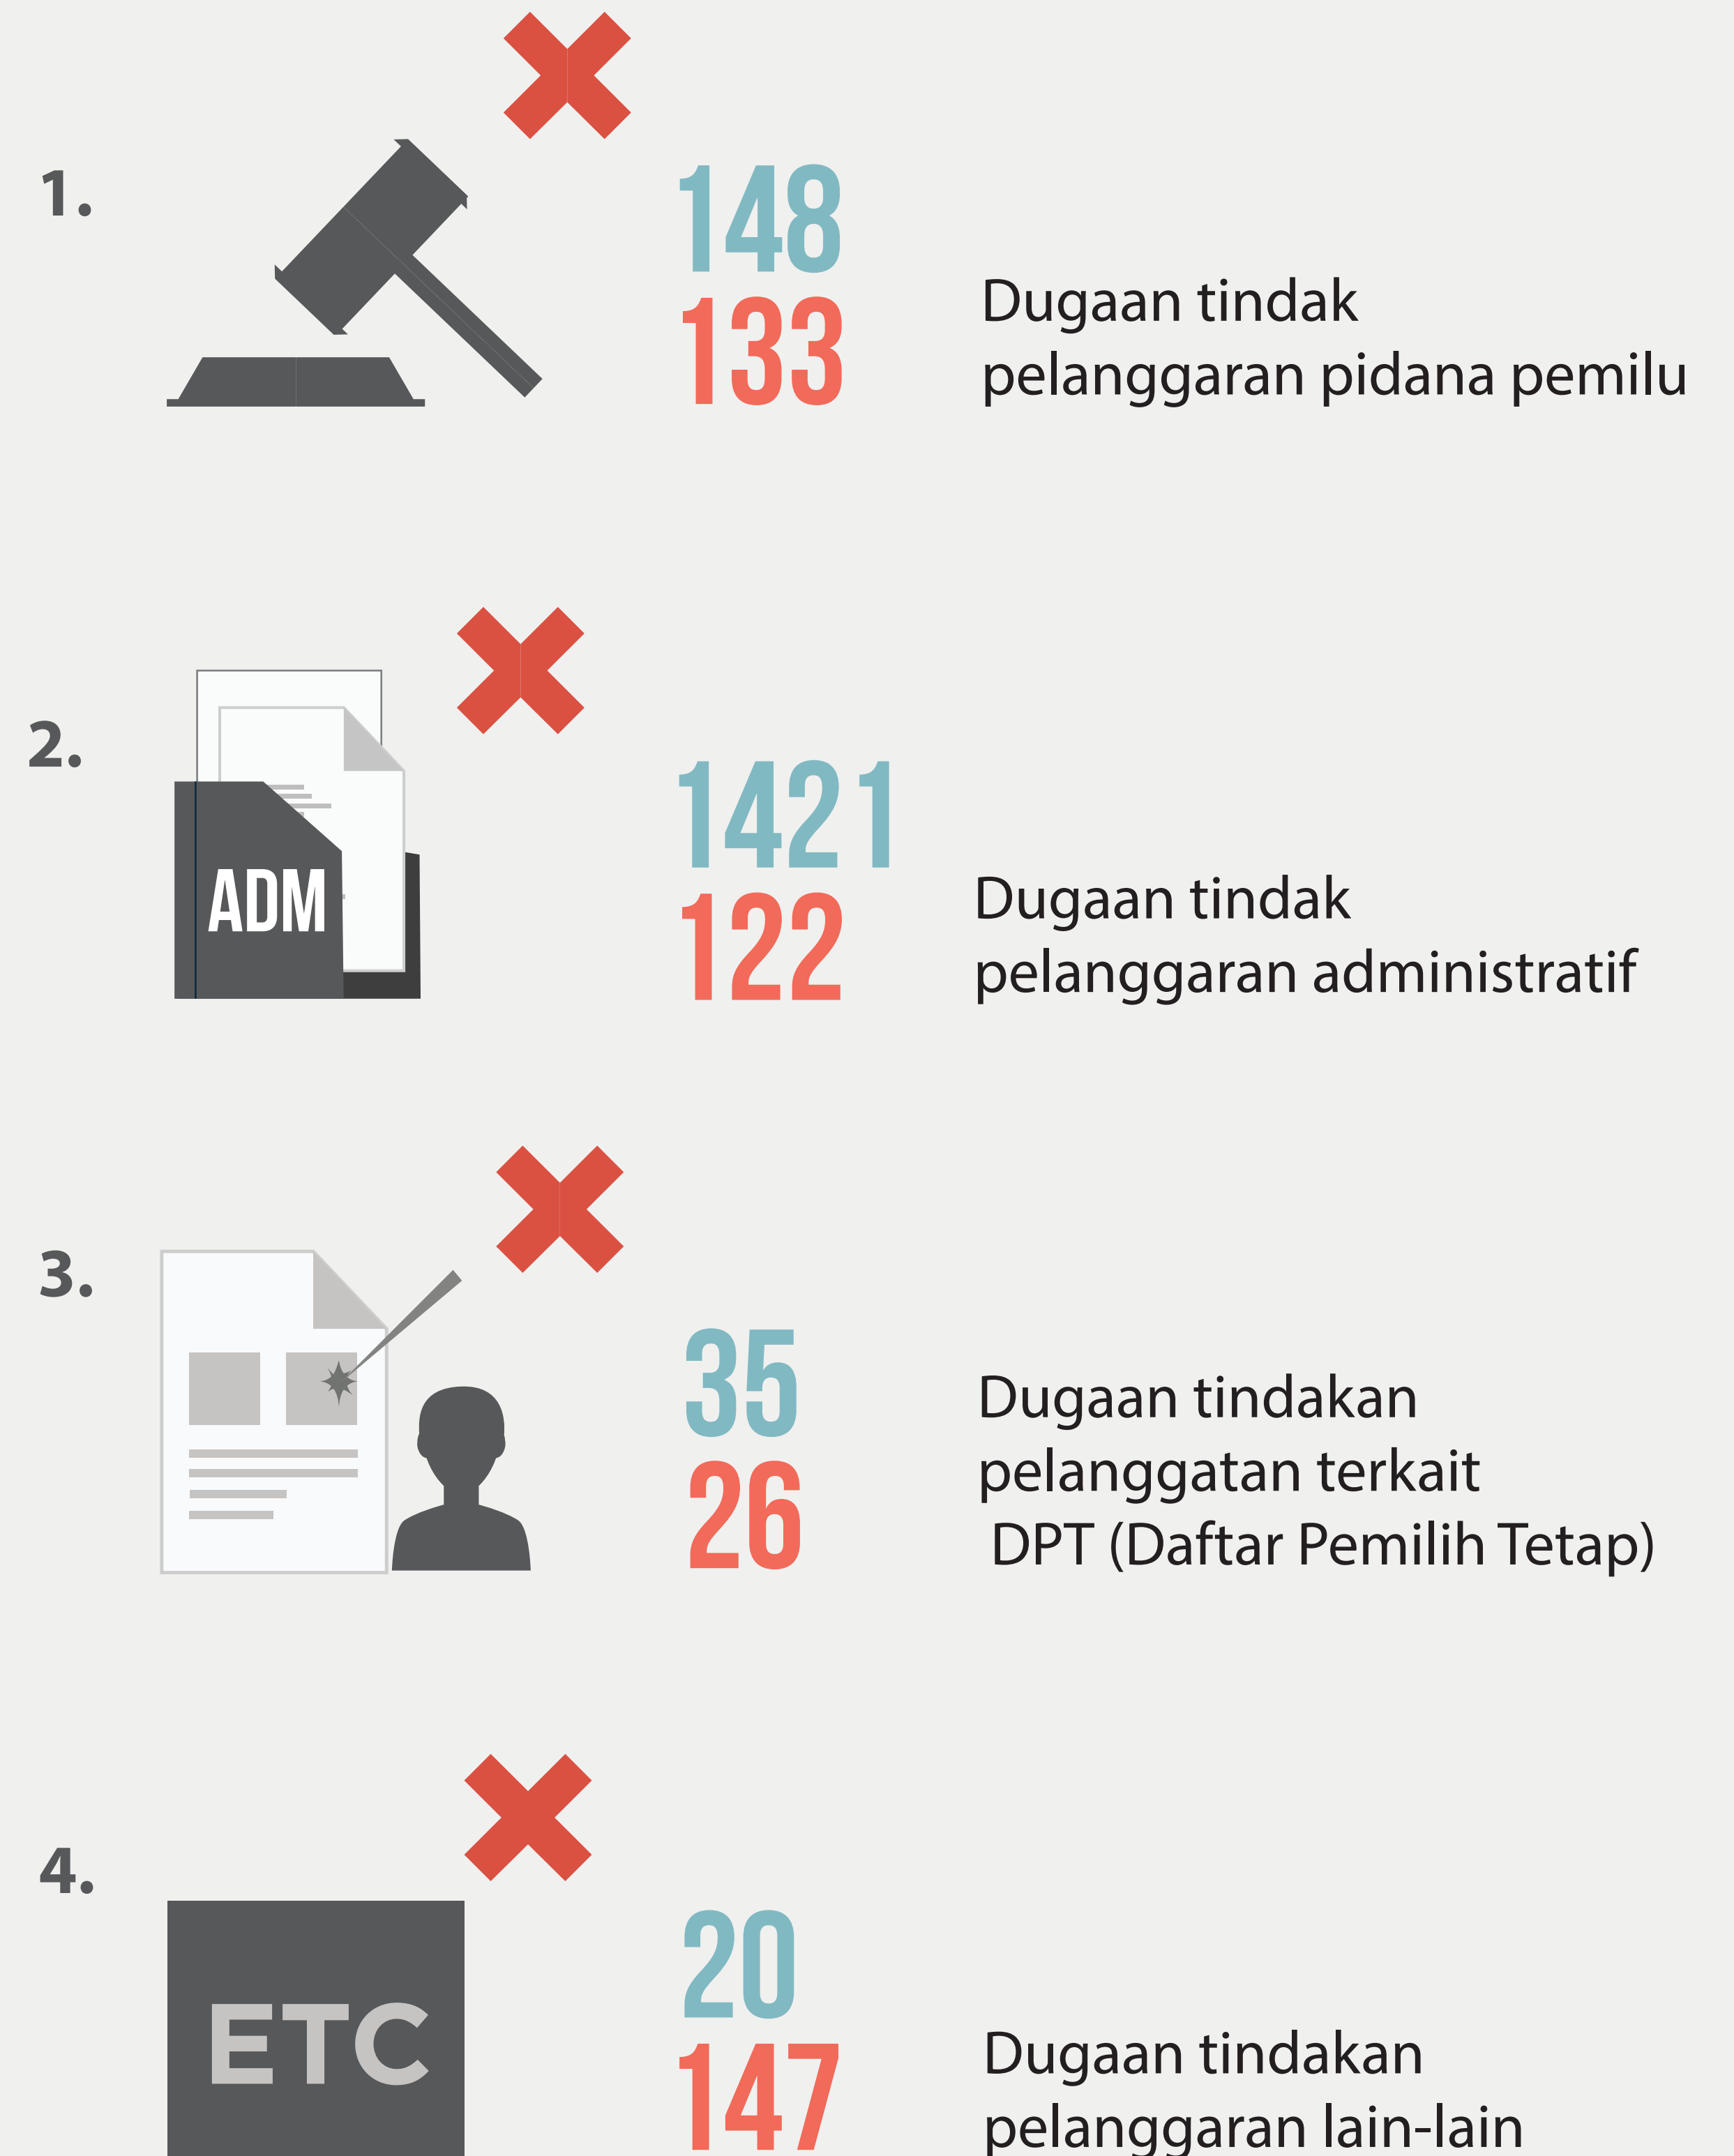 1.
148
133
Dugaan tindak
pelanggaran pidana pemilu
2.
ADM
1421
122
Dugaan tindak
pelanggaran administratif
3.
35
26
Dugaan tindakan
pelanggatan terkait
DPT (Daftar Pemilih Tetap)
4.
ETC
20
147
Dugaan tindakan
pelanggaran lain-lain